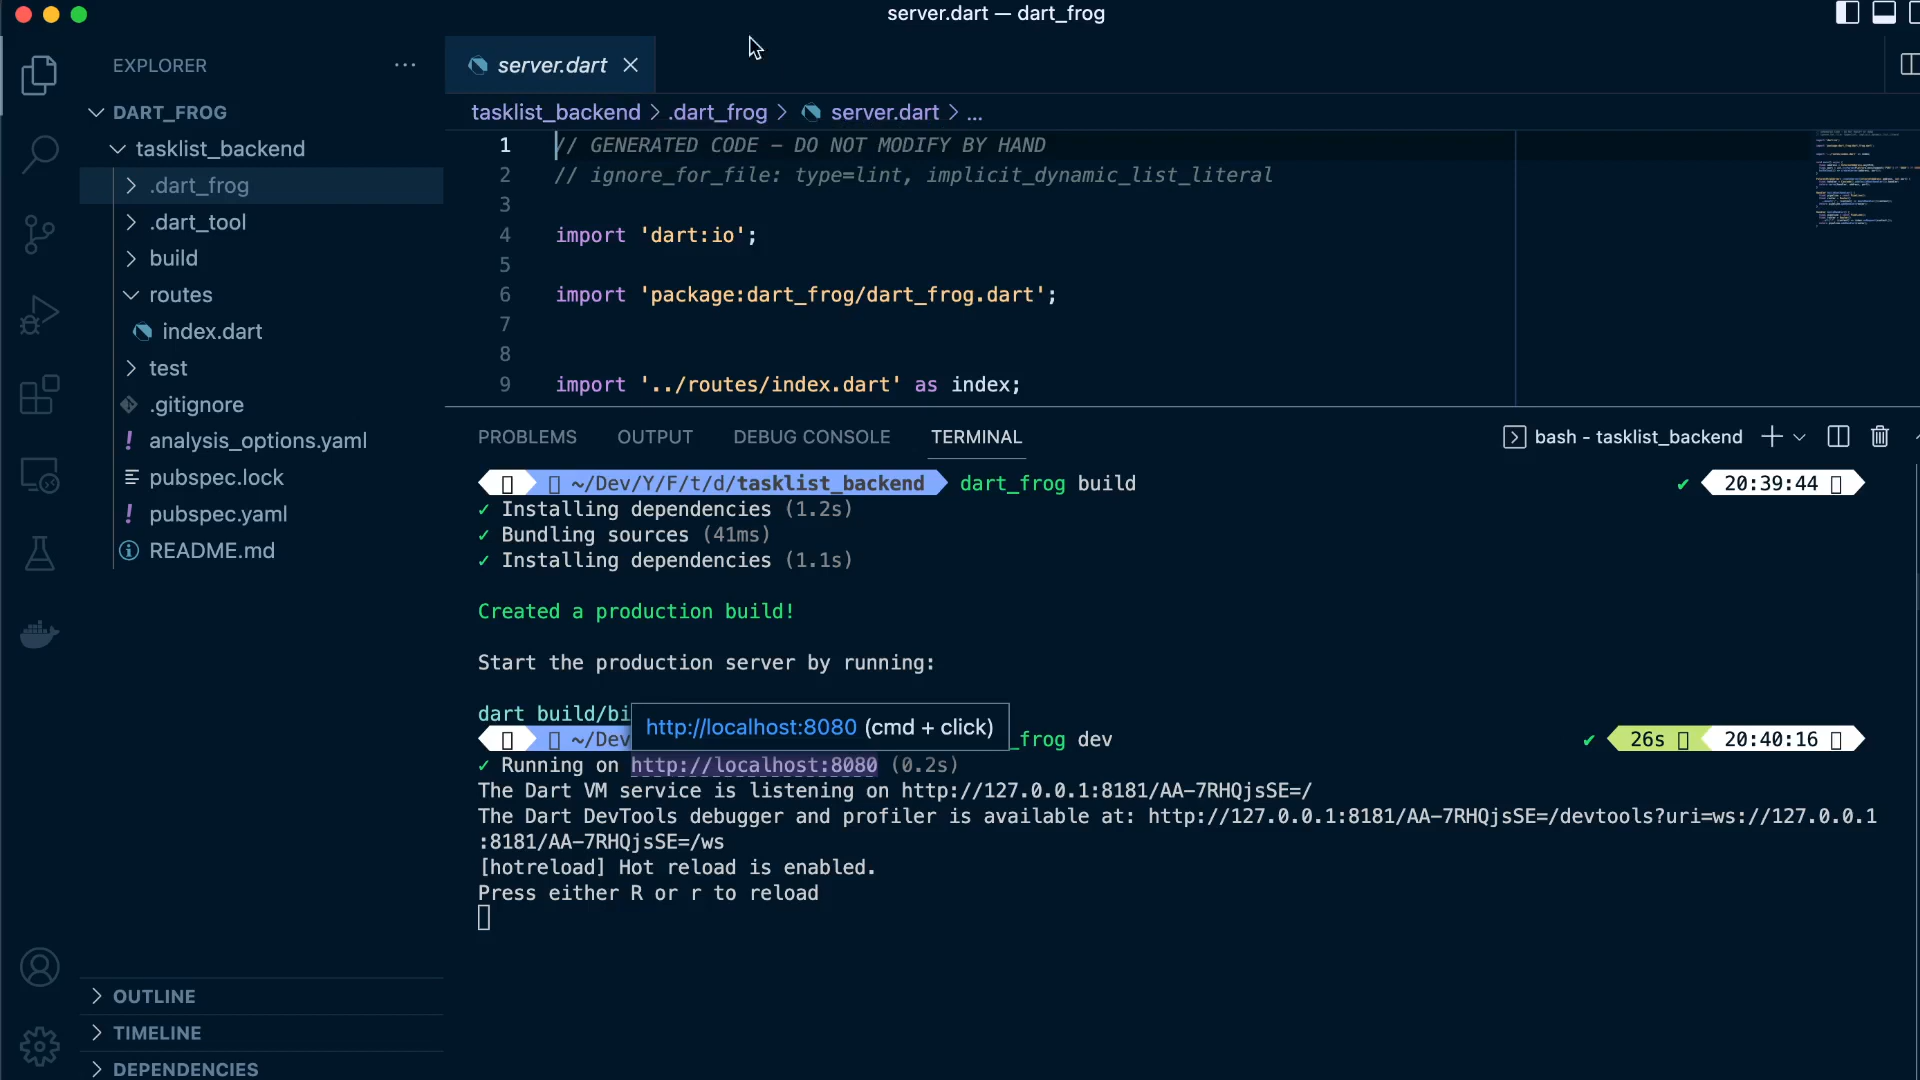 server.dart — dart_frog
EXPLORER
DART_FROG
tasklist_backend
.dart_frog
.dart_tool
build
routes
index.dart
test
.gitignore
analysis_options.yaml
pubspec.lock
pubspec.yaml
README.md
OUTLINE
TIMELINE
DEPENDENCIES
server.dart
tasklist_backend > .dart_frog > server.dart > ...
1 // GENERATED CODE - DO NOT MODIFY BY HAND
2 // ignore_for_file: type=lint, implicit_dynamic_list_literal
3
4 import 'dart:io';
5
6 import 'package:dart_frog/dart_frog.dart';
7
8
9 import '../routes/index.dart' as index;
PROBLEMS OUTPUT DEBUG CONSOLE TERMINAL bash - tasklist_backend
~/Dev/Y/F/t/d/tasklist_backend dart_frog build ✔ 20:39:44
✓ Installing dependencies (1.2s)
✓ Bundling sources (41ms)
✓ Installing dependencies (1.1s)
Created a production build!
Start the production server by running:
dart build/bi
http://localhost:8080 (cmd + click)
~/Dev _frog dev ✔ 26s 20:40:16
✓ Running on http://localhost:8080 (0.2s)
The Dart VM service is listening on http://127.0.0.1:8181/AA-7RHQjsSE=/
The Dart DevTools debugger and profiler is available at: http://127.0.0.1:8181/AA-7RHQjsSE=/devtools?uri=ws://127.0.0.1
:8181/AA-7RHQjsSE=/ws
[hotreload] Hot reload is enabled.
Press either R or r to reload